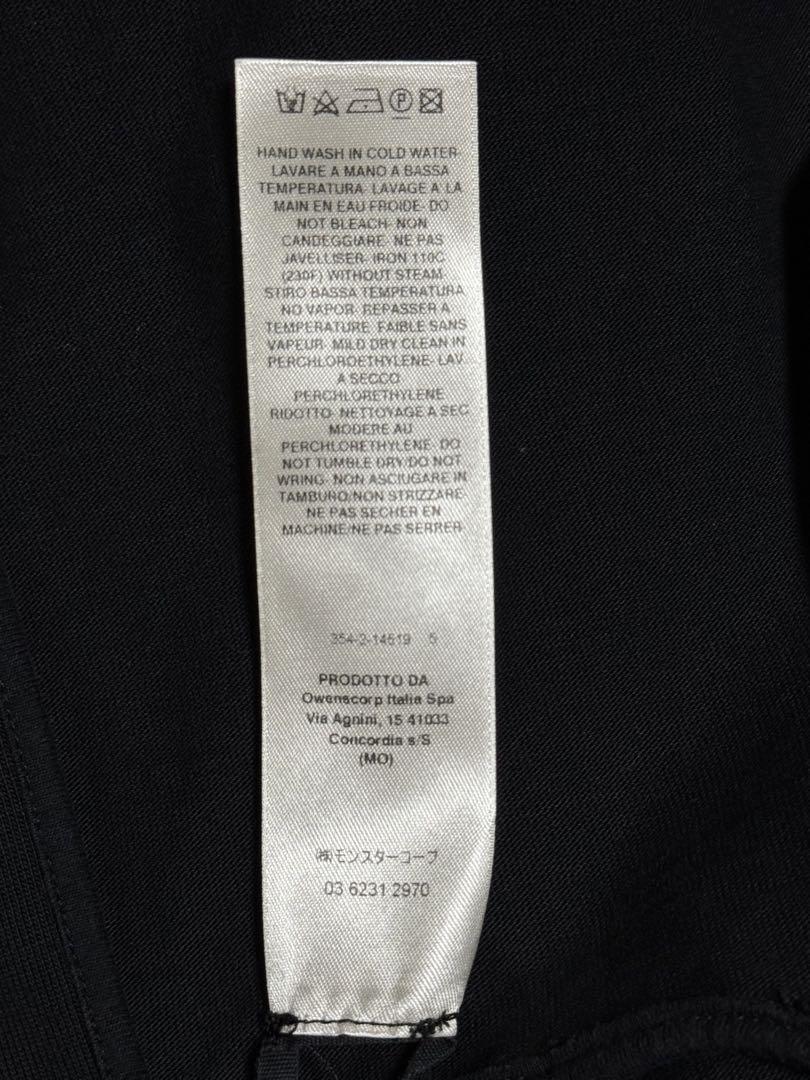 HAND WASH IN COLD WATER-
LAVARE A MANO A BASSA
TEMPERATURA- LAVAGE A LA
MAIN EN EAU FROIDE- DO
NOT BLEACH- NON
CANDEGGIARE- NE PAS
JAVELLISER- IRON 110C
(230F) WITHOUT STEAM
STIRO BASSA TEMPERATURA
NO VAPOR- REPASSER A
TEMPERATURE FAIBLE SANS
VAPEUR- MILD DRY CLEAN IN
PERCHLOROETHYLENE- LAV.
A SECCO
PERCHLORETHYLENE
RIDOTTO- NETTOYAGE A SEC
MODERE AU
PERCHLORETHYLENE- DO
NOT TUMBLE DRY/DO NOT
WRING- NON ASCIUGARE IN
TAMBURO/NON STRIZZARE-
NE PAS SECHER EN
MACHINE/NE PAS SERRER-
354-2-14519 5
PRODOTTO DA
Owenscorp Italia Spa
Via Agnini, 15 41033
Concordia s/S
(MO)
㈱モンスターコープ
03 6231 2970